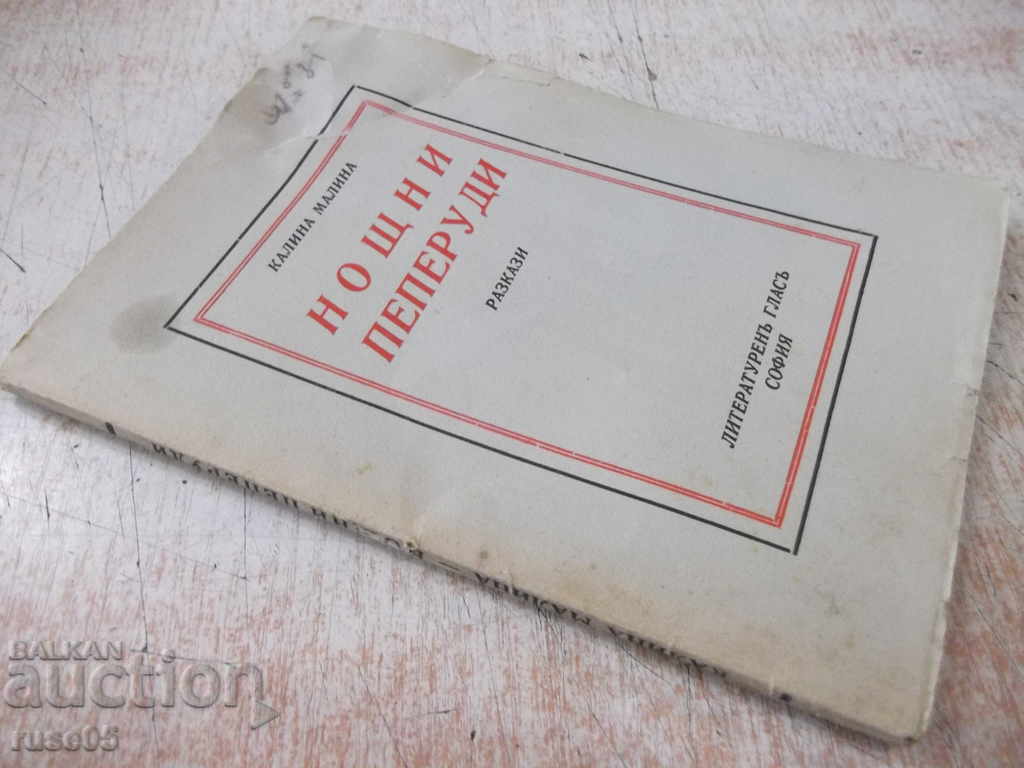 КАЛИНА МАЛИНА
НОЩНИ
ПЕПЕРУДИ
РАЗКАЗИ
ЛИТЕРАТУРЕНЪ ГЛАСЪ
СОФИЯ
BALKAN
auction
ruse05